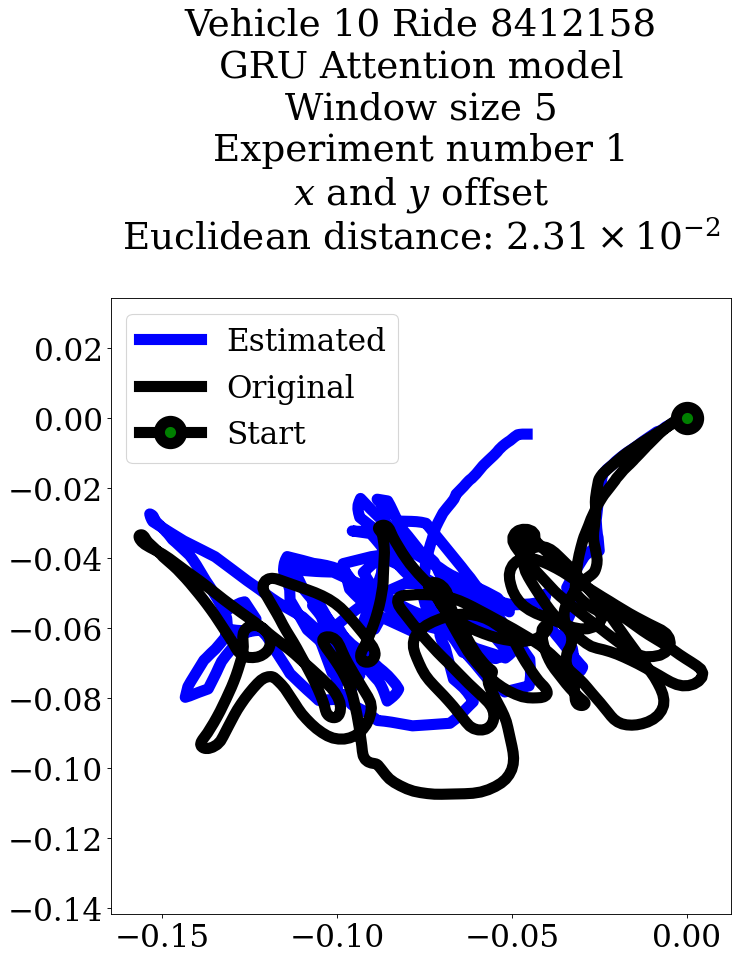 Vehicle 10 Ride 8412158
GRU Attention model
Window size 5
Experiment number 1
x and y offset
Euclidean distance: 2.31 × 10⁻²
Estimated
Original
Start
0.02
0.00
−0.02
−0.04
−0.06
−0.08
−0.10
−0.12
−0.14
−0.15 −0.10 −0.05 0.00